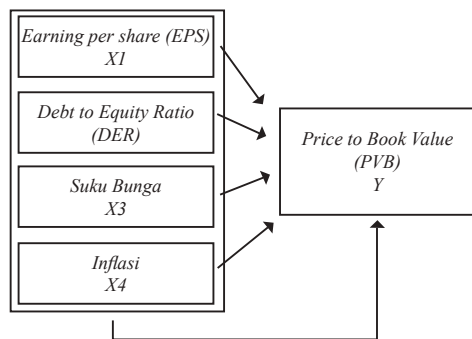 Earning per share (EPS)
X1
Debt to Equity Ratio
(DER)
Suku Bunga
X3
Inflasi
X4
Price to Book Value
(PVB)
Y